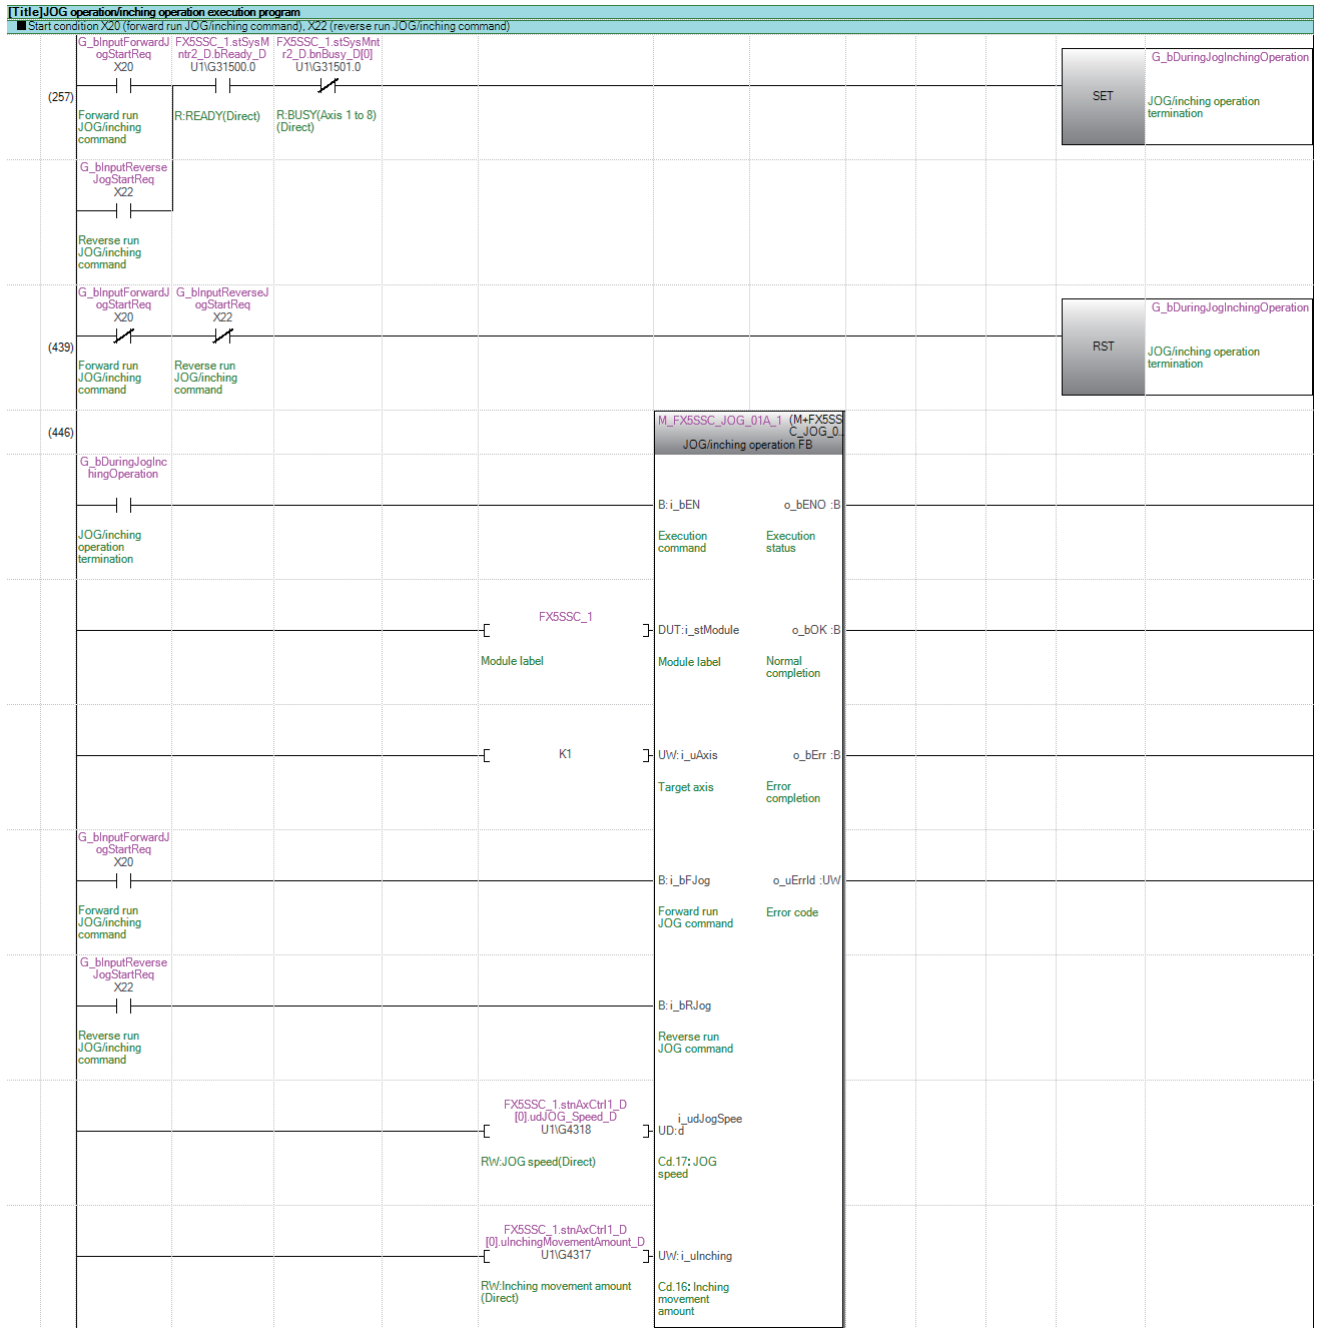 [Title]JOG operation/inching operation execution program
■Start condition X20 (forward run JOG/inching command), X22 (reverse run JOG/inching command)
G_bInputForwardJ
ogStartReq
X20
FX5SSC_1.stSysM
ntr2_D.bReady_D
U1\G31500.0
FX5SSC_1.stSysMnt
r2_D.bnBusy_D[0]
U1\G31501.0
G_bDuringJogInchingOperation
(257)
SET
Forward run
JOG/inching
command
R:READY(Direct)
R:BUSY(Axis 1 to 8)
(Direct)
JOG/inching operation
termination
G_bInputReverse
JogStartReq
X22
Reverse run
JOG/inching
command
G_bInputForwardJ
ogStartReq
X20
G_bInputReverseJ
ogStartReq
X22
G_bDuringJogInchingOperation
(439)
RST
Forward run
JOG/inching
command
Reverse run
JOG/inching
command
JOG/inching operation
termination
(446)
M_FX5SSC_JOG_01A_1 (M+FX5SS
C_JOG_0..
JOG/inching operation FB
G_bDuringJogInc
hingOperation
B:i_bEN
o_bENO :B
JOG/inching
operation
termination
Execution
command
Execution
status
FX5SSC_1
DUT:i_stModule
o_bOK :B
Module label
Module label
Normal
completion
K1
UW:i_uAxis
o_bErr :B
Target axis
Error
completion
G_bInputForwardJ
ogStartReq
X20
B:i_bFJog
o_uErrId :UW
Forward run
JOG/inching
command
Forward run
JOG command
Error code
G_bInputReverse
JogStartReq
X22
B:i_bRJog
Reverse run
JOG/inching
command
Reverse run
JOG command
FX5SSC_1.stnAxCtrl1_D
[0].udJOG_Speed_D
U1\G4318
i_udJogSpee
UD:d
RW:JOG speed(Direct)
Cd.17: JOG
speed
FX5SSC_1.stnAxCtrl1_D
[0].uInchingMovementAmount_D
U1\G4317
UW:i_uInching
RW:Inching movement amount
(Direct)
Cd.16: Inching
movement
amount